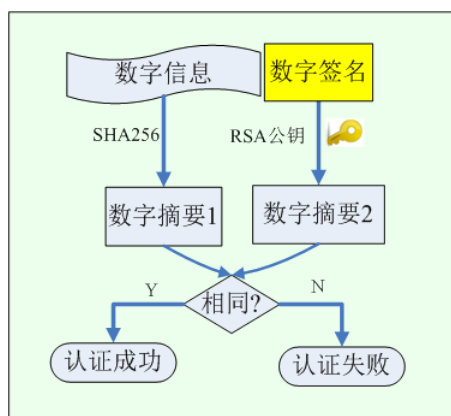 数字信息
数字签名
SHA256
RSA公钥
数字摘要1
数字摘要2
相同?
Y
N
认证成功
认证失败